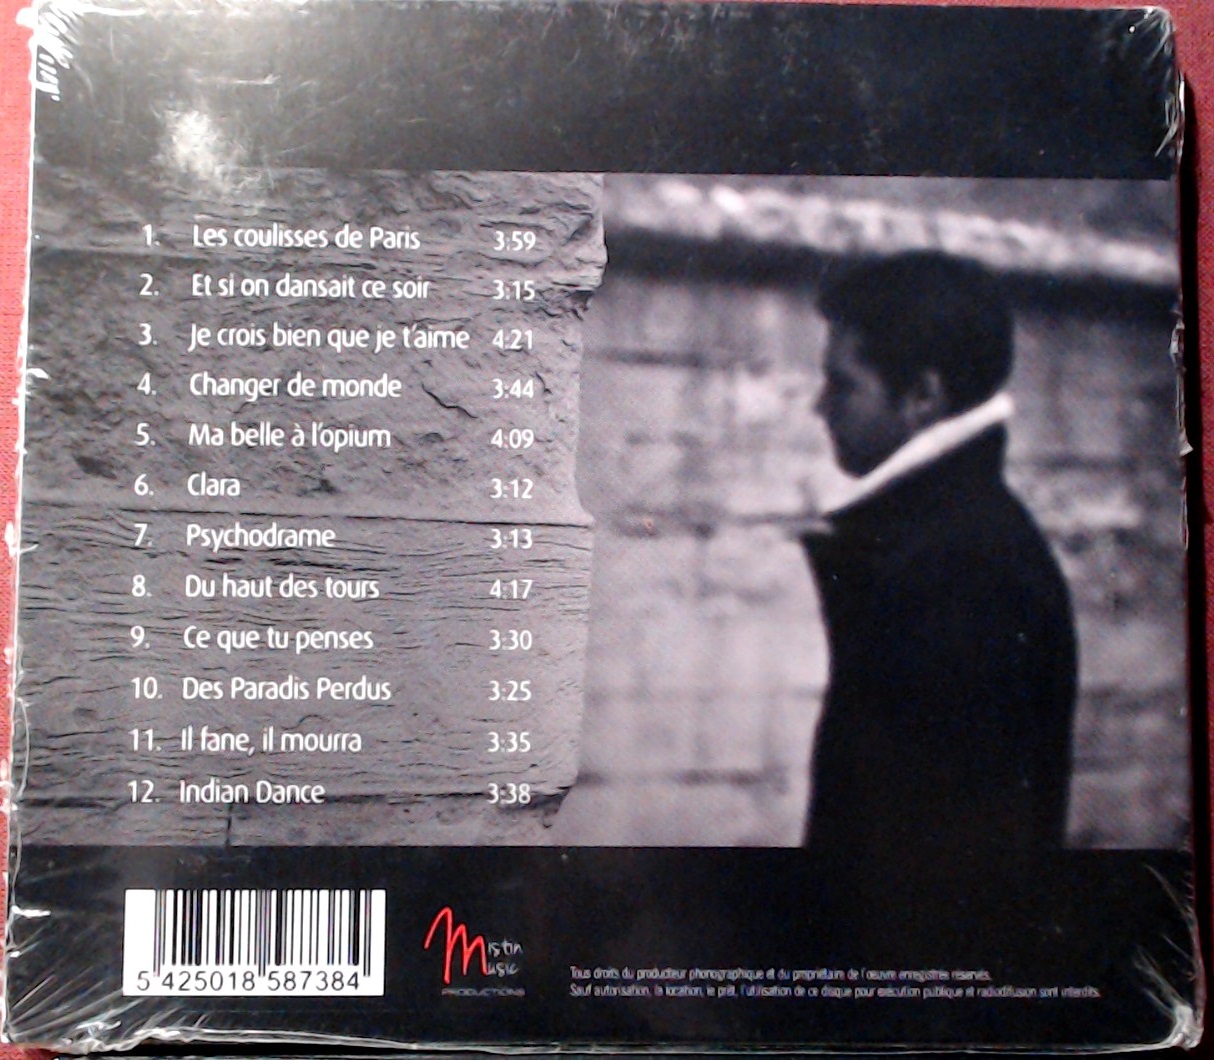 1. Les coulisses de Paris 3:59
2. Et si on dansait ce soir 3:15
3. Je crois bien que je t'aime 4:21
4. Changer de monde 3:44
5. Ma belle à l'opium 4:09
6. Clara 3:12
7. Psychodrame 3:13
8. Du haut des tours 4:17
9. Ce que tu penses 3:30
10. Des Paradis Perdus 3:25
11. Il fane, il mourra 3:35
12. Indian Dance 3:38
5 425018 587384
Mistin
Music
PRODUCTIONS
Tous droits du producteur phonographique et du propriétaire de l'œuvre enregistrée réservés.
Sauf autorisation, la location, le prêt, l'utilisation de ce disque pour exécution publique et radiodiffusion sont interdits.